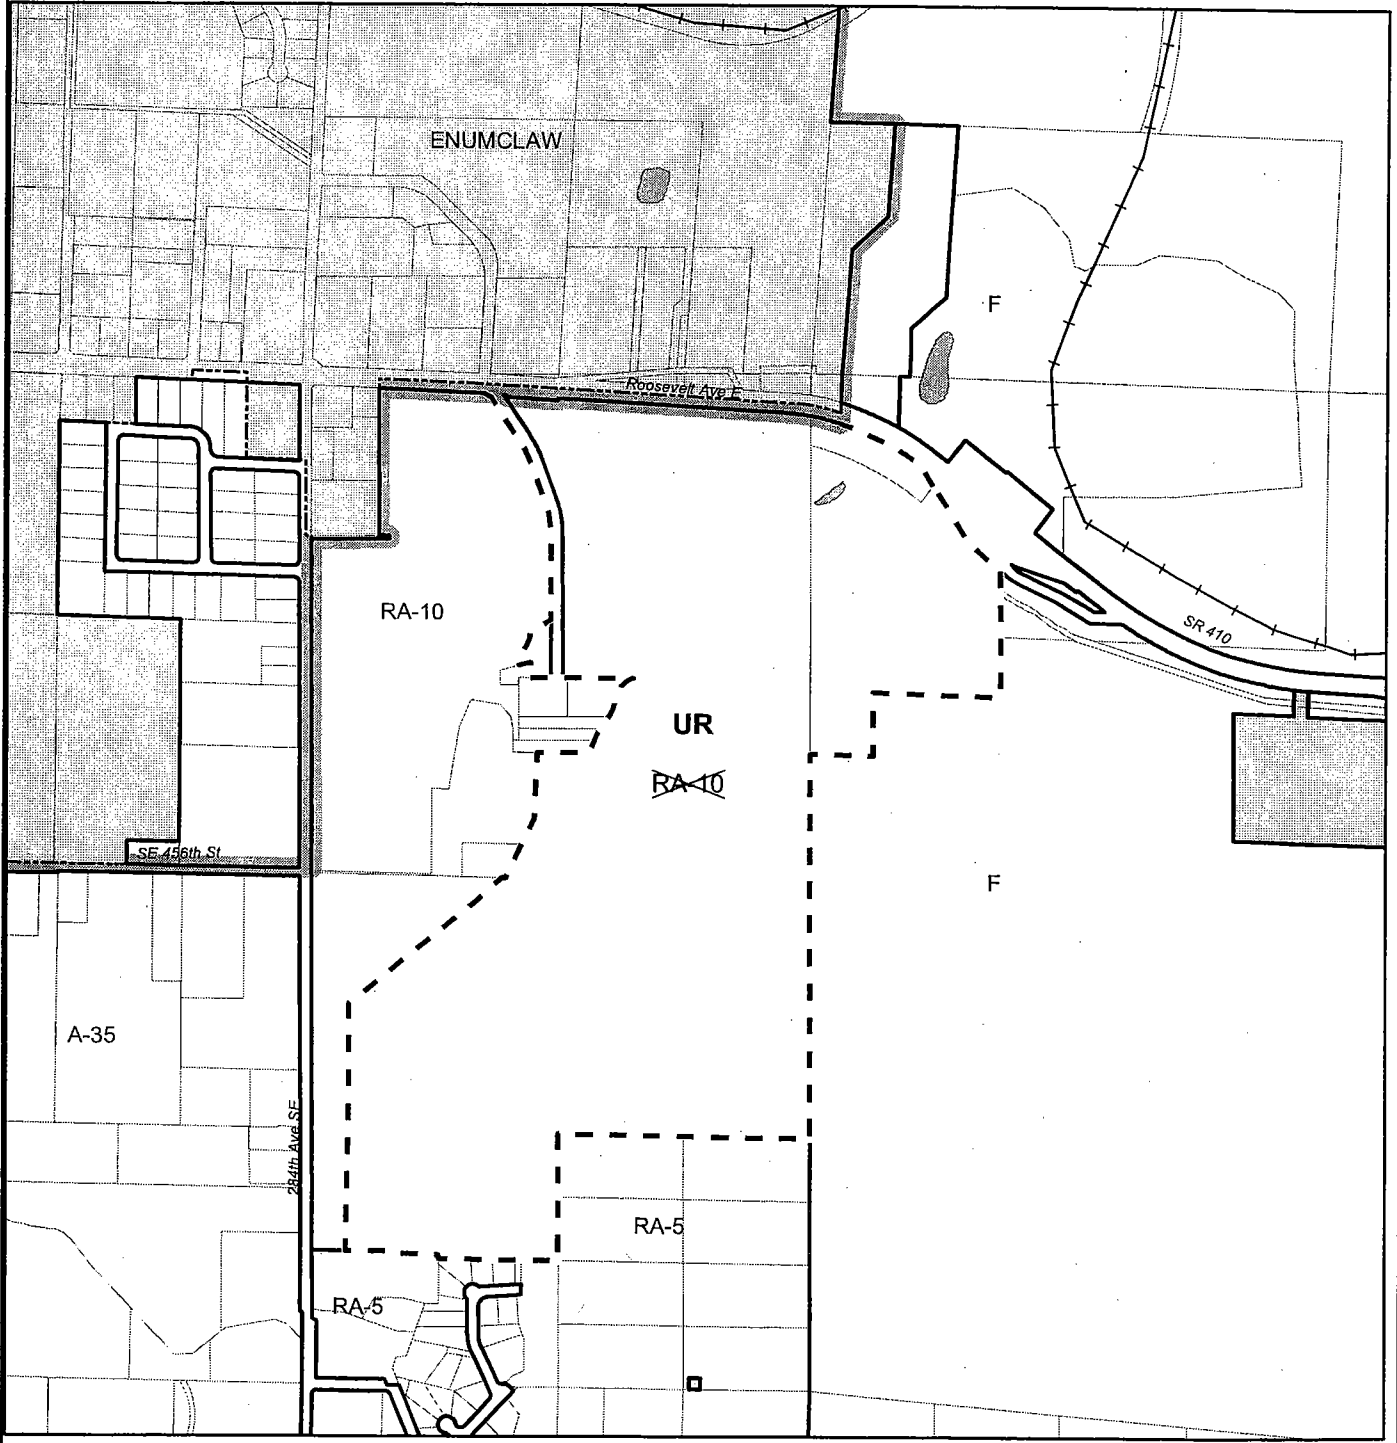 ENUMCLAW
F
Roosevelt Ave E
RA-10
SR 410
UR
RA-10
SE 456th St
F
A-35
284th Ave SE
RA-5
RA-5